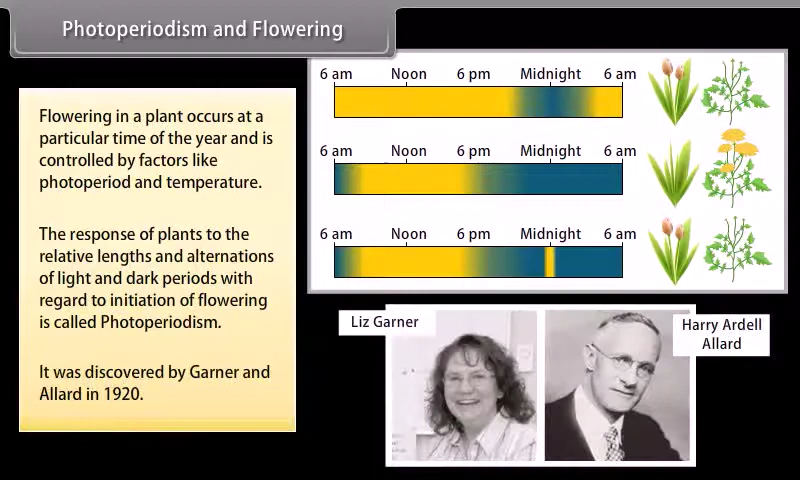 Photoperiodism and Flowering
Flowering in a plant occurs at a
particular time of the year and is
controlled by factors like
photoperiod and temperature.
The response of plants to the
relative lengths and alternations
of light and dark periods with
regard to initiation of flowering
is called Photoperiodism.
It was discovered by Garner and
Allard in 1920.
6 am Noon 6 pm Midnight 6 am
6 am Noon 6 pm Midnight 6 am
6 am Noon 6 pm Midnight 6 am
Liz Garner
Harry Ardell
Allard